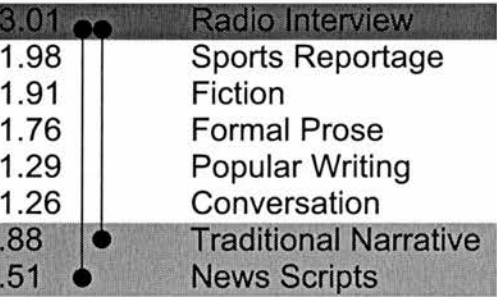 3.01 Radio Interview
1.98 Sports Reportage
1.91 Fiction
1.76 Formal Prose
1.29 Popular Writing
1.26 Conversation
.88 Traditional Narrative
.51 News Scripts